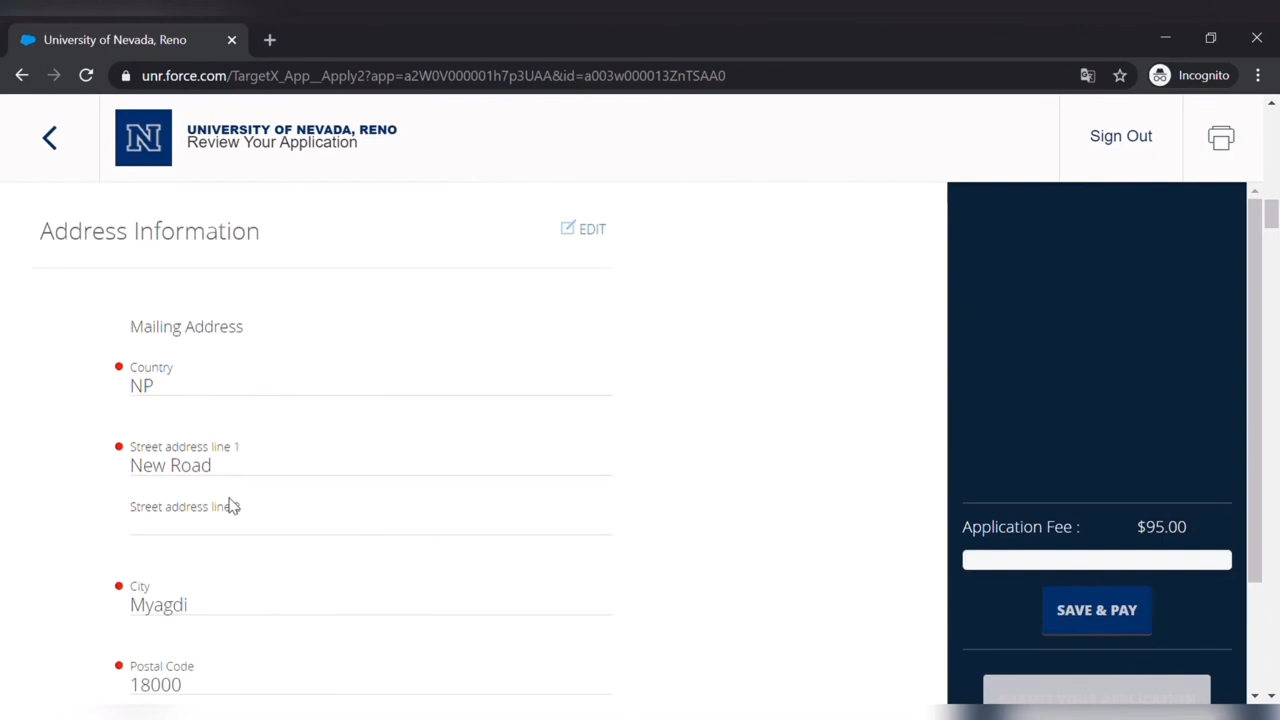 University of Nevada, Reno
unr.force.com/TargetX_App__Apply2?app=a2W0V000001h7p3UAA&id=a003w000013ZnTSAA0
Incognito
N
UNIVERSITY OF NEVADA, RENO
Review Your Application
Sign Out
Address Information
EDIT
Mailing Address
Country
NP
Street address line 1
New Road
Street address line
City
Myagdi
Postal Code
18000
Application Fee :
$95.00
SAVE & PAY